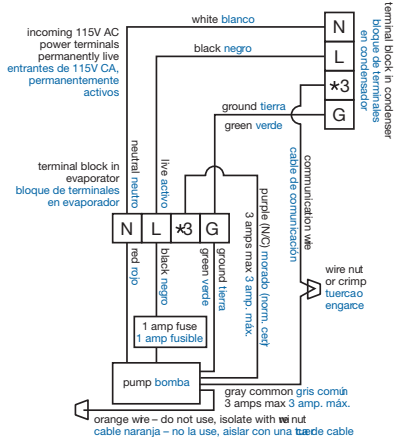 white blanco
incoming 115V AC
power terminals
permanently live
entrantes de 115V CA,
permanentemente
activos
black negro
N
L
*3
G
terminal block in condenser
bloque de terminales
en condensador
ground tierra
green verde
terminal block in
evaporator
bloque de terminales
en evaporador
neutral neutro
live activo
purple (N/C) morado (norm. cerr)
3 amps max 3 amp. máx.
communication wire
cable de comunicación
N L *3 G
red rojo
black negro
green verde
ground tierra
wire nut
or crimp
tuercao
engarce
1 amp fuse
1 amp fusible
pump bomba
gray common gris común
3 amps max 3 amp. máx.
orange wire – do not use, isolate with wire nut
cable naranja – no la use, aislar con una tuerca de cable